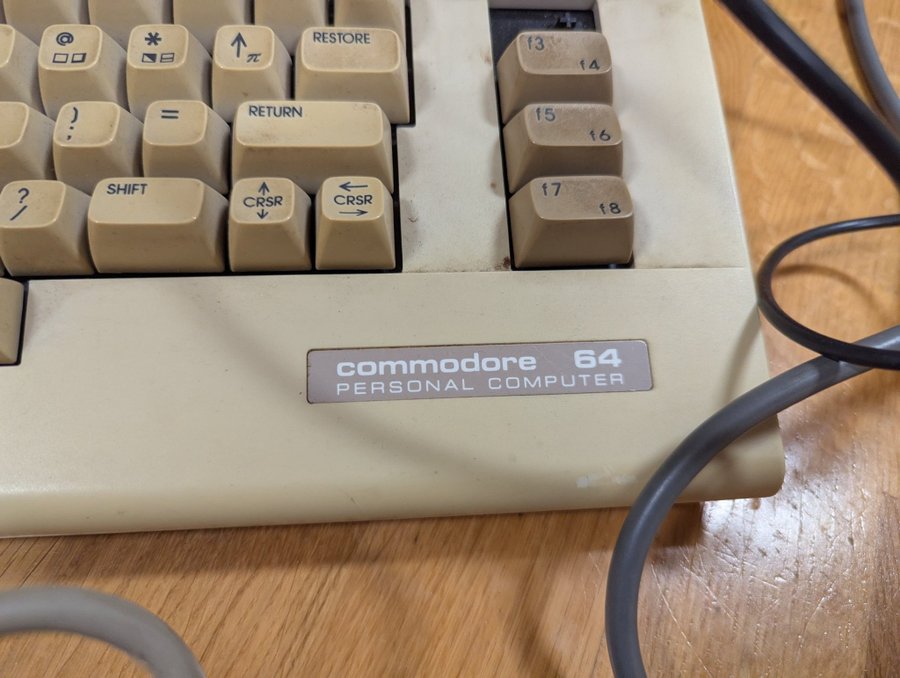 @ * ↑ π RESTORE
; = RETURN
? / SHIFT ↑ CRSR ↓ ← CRSR →
f3 f4
f5 f6
f7 f8
commodore 64
PERSONAL COMPUTER